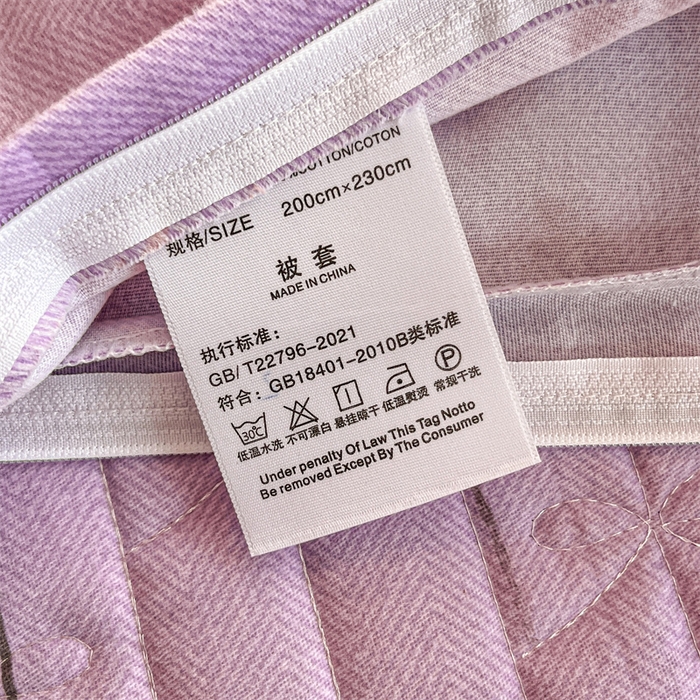 COTTON/COTON
规格/SIZE 200cm×230cm
被套
MADE IN CHINA
执行标准：
GB/T22796-2021
符合：GB18401-2010B类标准
30℃ P
低温水洗 不可漂白 悬挂晾干 低温熨烫 常规干洗
Under penalty Of Law This Tag Notto
Be removed Except By The Consumer